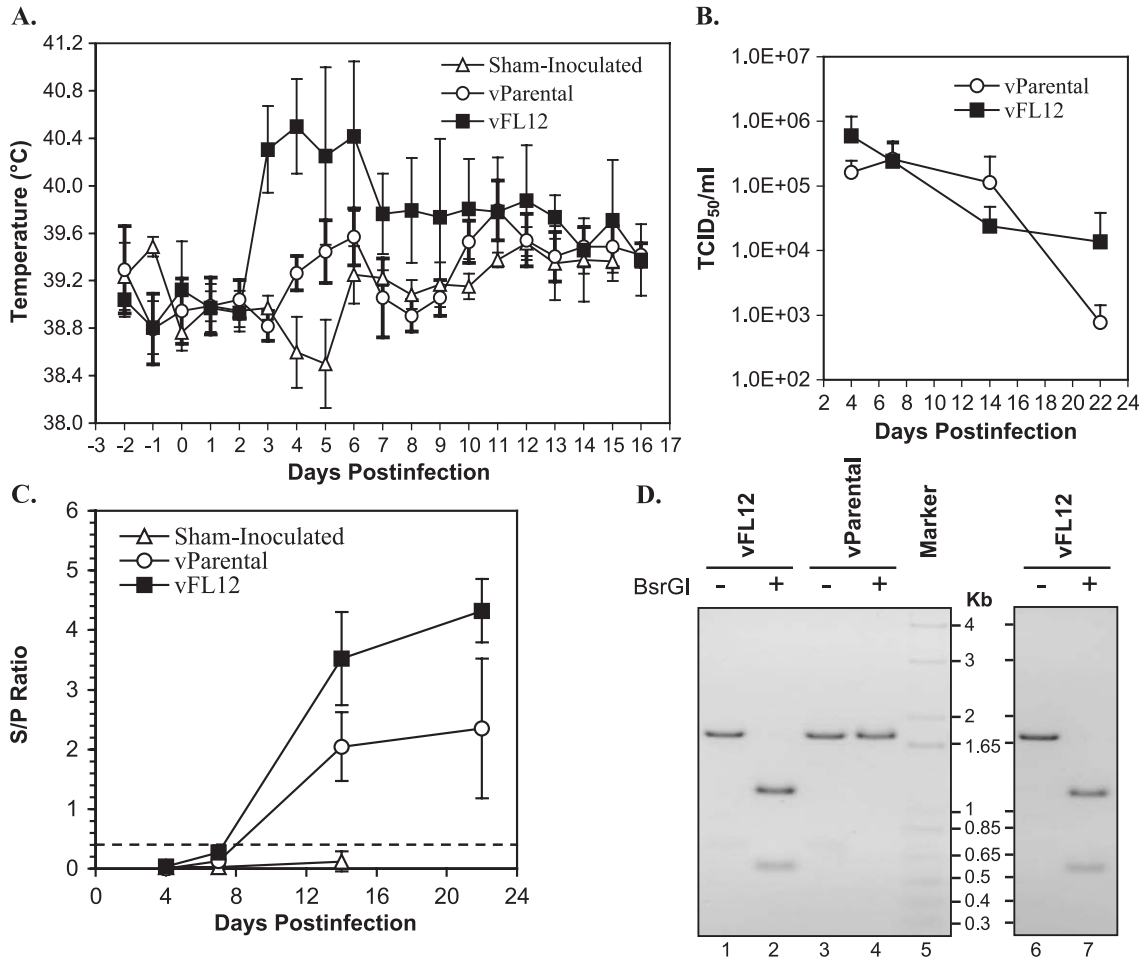 A.
41.2
40.8
40.4
40.0
39.6
39.2
38.8
38.4
38.0
Temperature (°C)
Sham-Inoculated
vParental
vFL12
-3 -2 -1 0 1 2 3 4 5 6 7 8 9 10 11 12 13 14 15 16 17
Days Postinfection
B.
1.0E+07
1.0E+06
1.0E+05
1.0E+04
1.0E+03
1.0E+02
TCID50/ml
vParental
vFL12
2 4 6 8 10 12 14 16 18 20 22 24
Days Postinfection
C.
6
5
4
3
2
1
0
S/P Ratio
Sham-Inoculated
vParental
vFL12
0 4 8 12 16 20 24
Days Postinfection
D.
vFL12 vParental Marker vFL12
BsrGI - + - + Kb - +
4
3
2
1.65
1
0.85
0.65
0.5
0.4
0.3
1 2 3 4 5 6 7